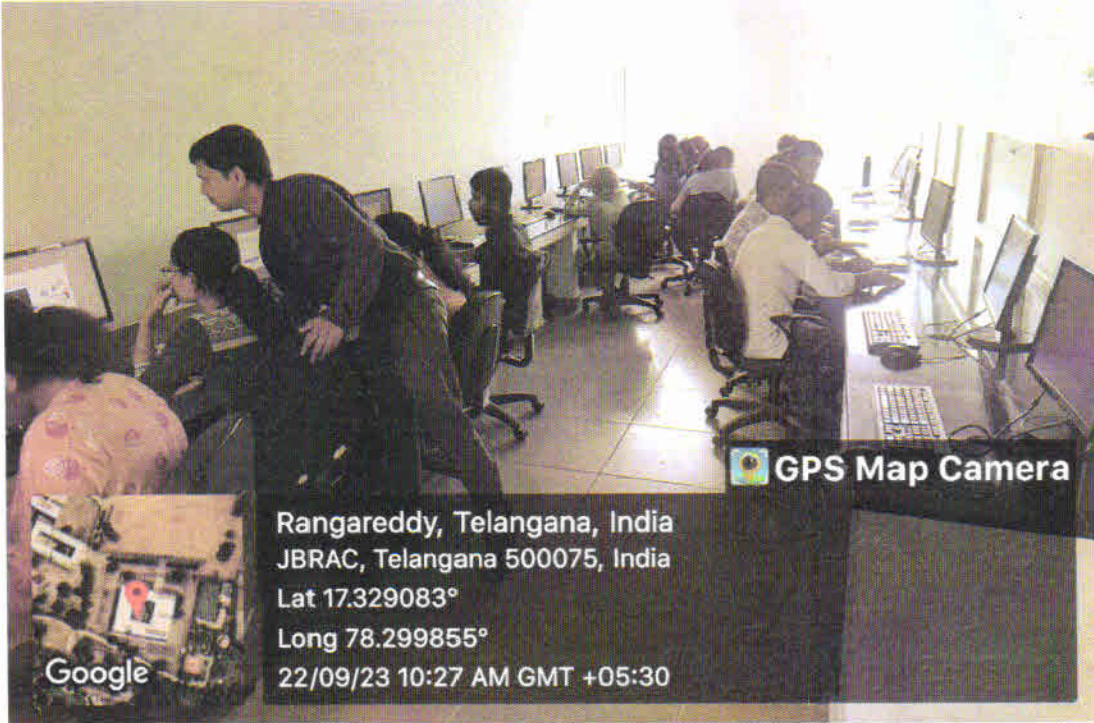 GPS Map Camera
Rangareddy, Telangana, India
JBRAC, Telangana 500075, India
Lat 17.329083°
Long 78.299855°
22/09/23 10:27 AM GMT +05:30
Google